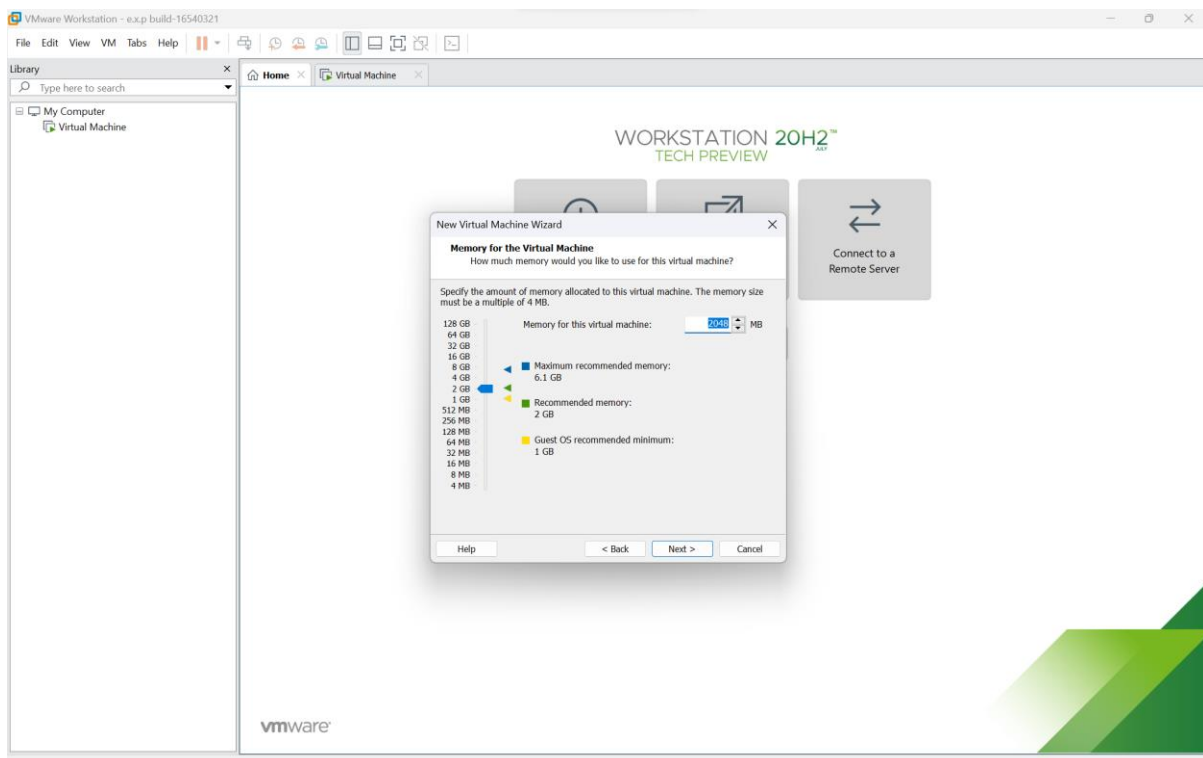 VMware Workstation - e.x.p build-16540321
File Edit View VM Tabs Help
Library
Type here to search
My Computer
Virtual Machine
Home
Virtual Machine
WORKSTATION 20H2™
JULY
TECH PREVIEW
Connect to a
Remote Server
New Virtual Machine Wizard
Memory for the Virtual Machine
How much memory would you like to use for this virtual machine?
Specify the amount of memory allocated to this virtual machine. The memory size
must be a multiple of 4 MB.
Memory for this virtual machine: 2048 MB
128 GB
64 GB
32 GB
16 GB
8 GB
4 GB
2 GB
1 GB
512 MB
256 MB
128 MB
64 MB
32 MB
16 MB
8 MB
4 MB
Maximum recommended memory:
6.1 GB
Recommended memory:
2 GB
Guest OS recommended minimum:
1 GB
Help
< Back
Next >
Cancel
vmware